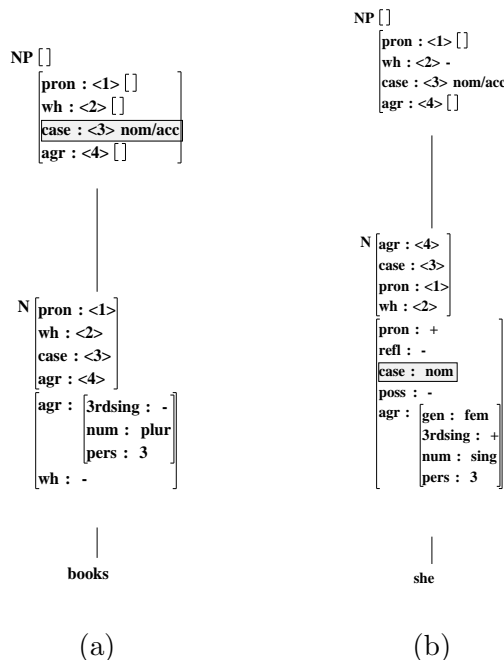 NP []
pron : <1> []
wh : <2> []
case : <3> nom/acc
agr : <4> []
N pron : <1>
wh : <2>
case : <3>
agr : <4>
agr : 3rdsing : -
num : plur
pers : 3
wh : -
books
(a)
NP []
pron : <1> []
wh : <2> -
case : <3> nom/acc
agr : <4> []
N agr : <4>
case : <3>
pron : <1>
wh : <2>
pron : +
refl : -
case : nom
poss : -
agr : gen : fem
3rdsing : +
num : sing
pers : 3
she
(b)